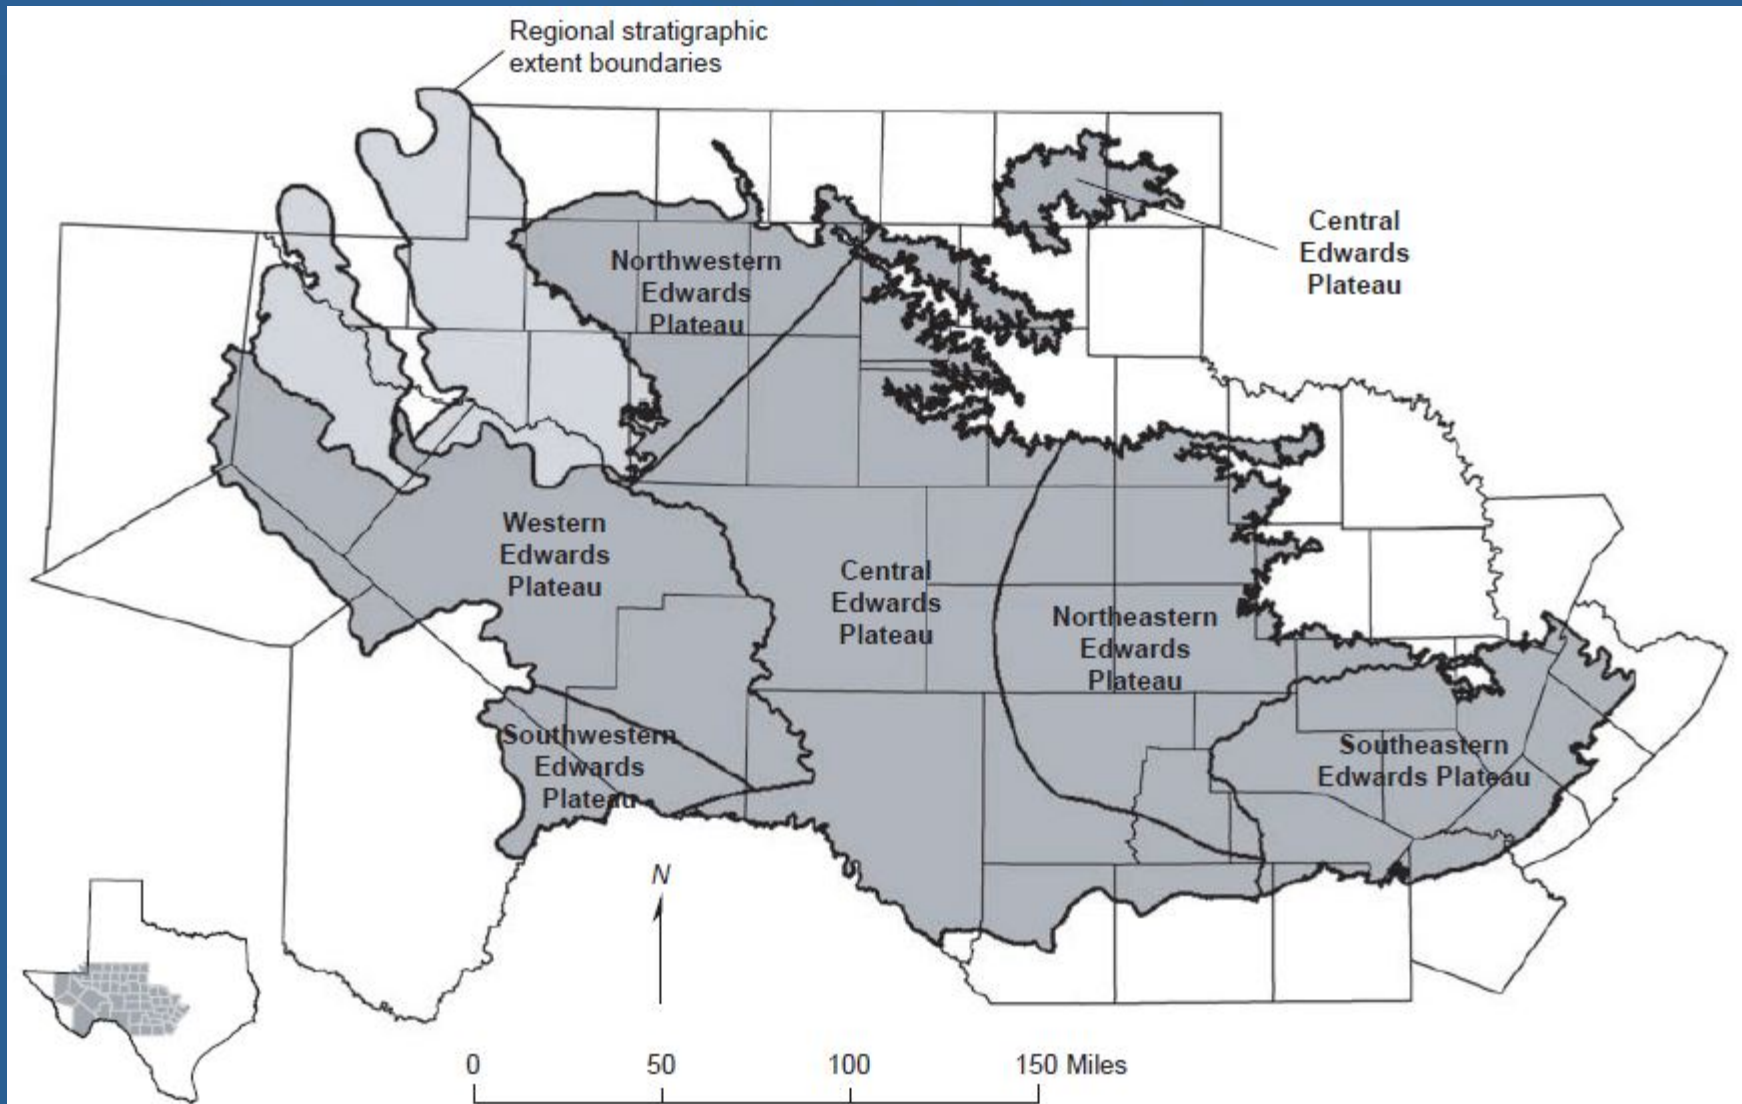 Regional stratigraphic
extent boundaries
Central
Edwards
Plateau
Northwestern
Edwards
Plateau
Western
Edwards
Plateau
Central
Edwards
Plateau
Northeastern
Edwards
Plateau
Southwestern
Edwards
Plateau
Southeastern
Edwards Plateau
N
0 50 100 150 Miles